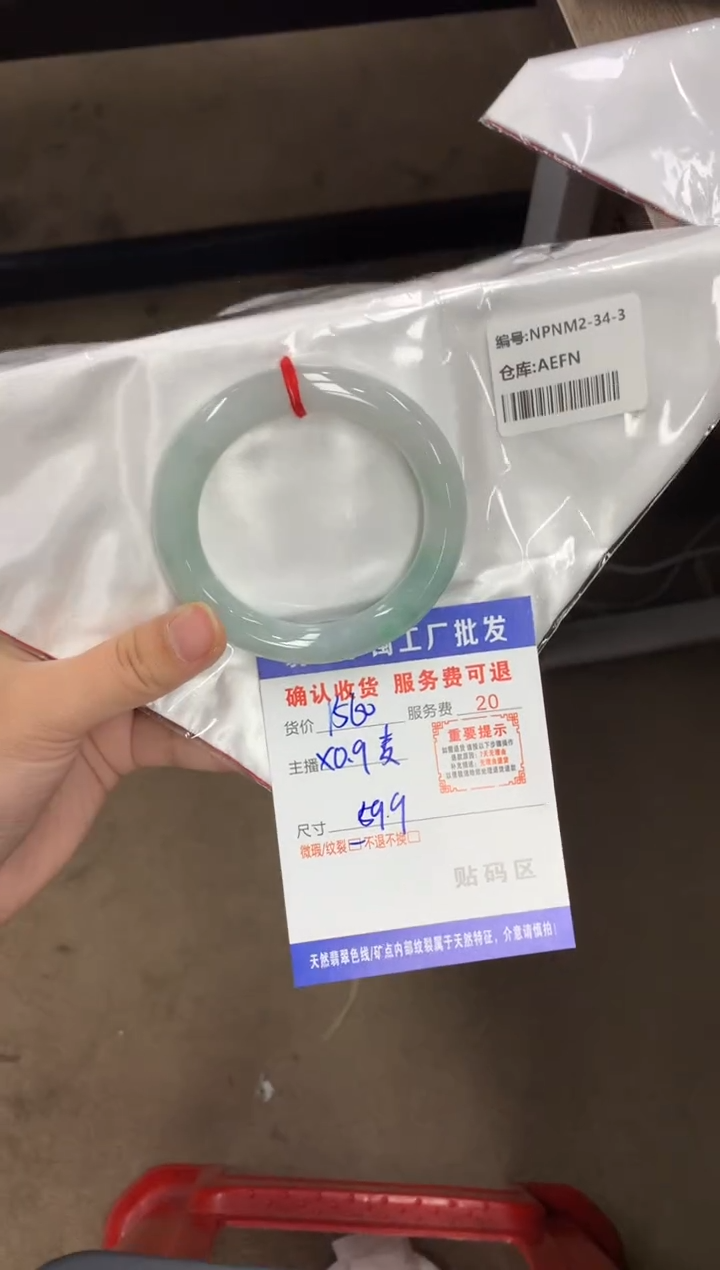 编号:NPNM2-34-3
仓库:AEFN
工厂批发
确认收货 服务费可退
货价 1560 服务费 20
重要提示
主播 X0.9 麦
尺寸 59.9
微瑕/纹裂 不退不换
贴码区
天然翡翠色线/矿点内部纹裂属于天然特征，介意请慎拍!